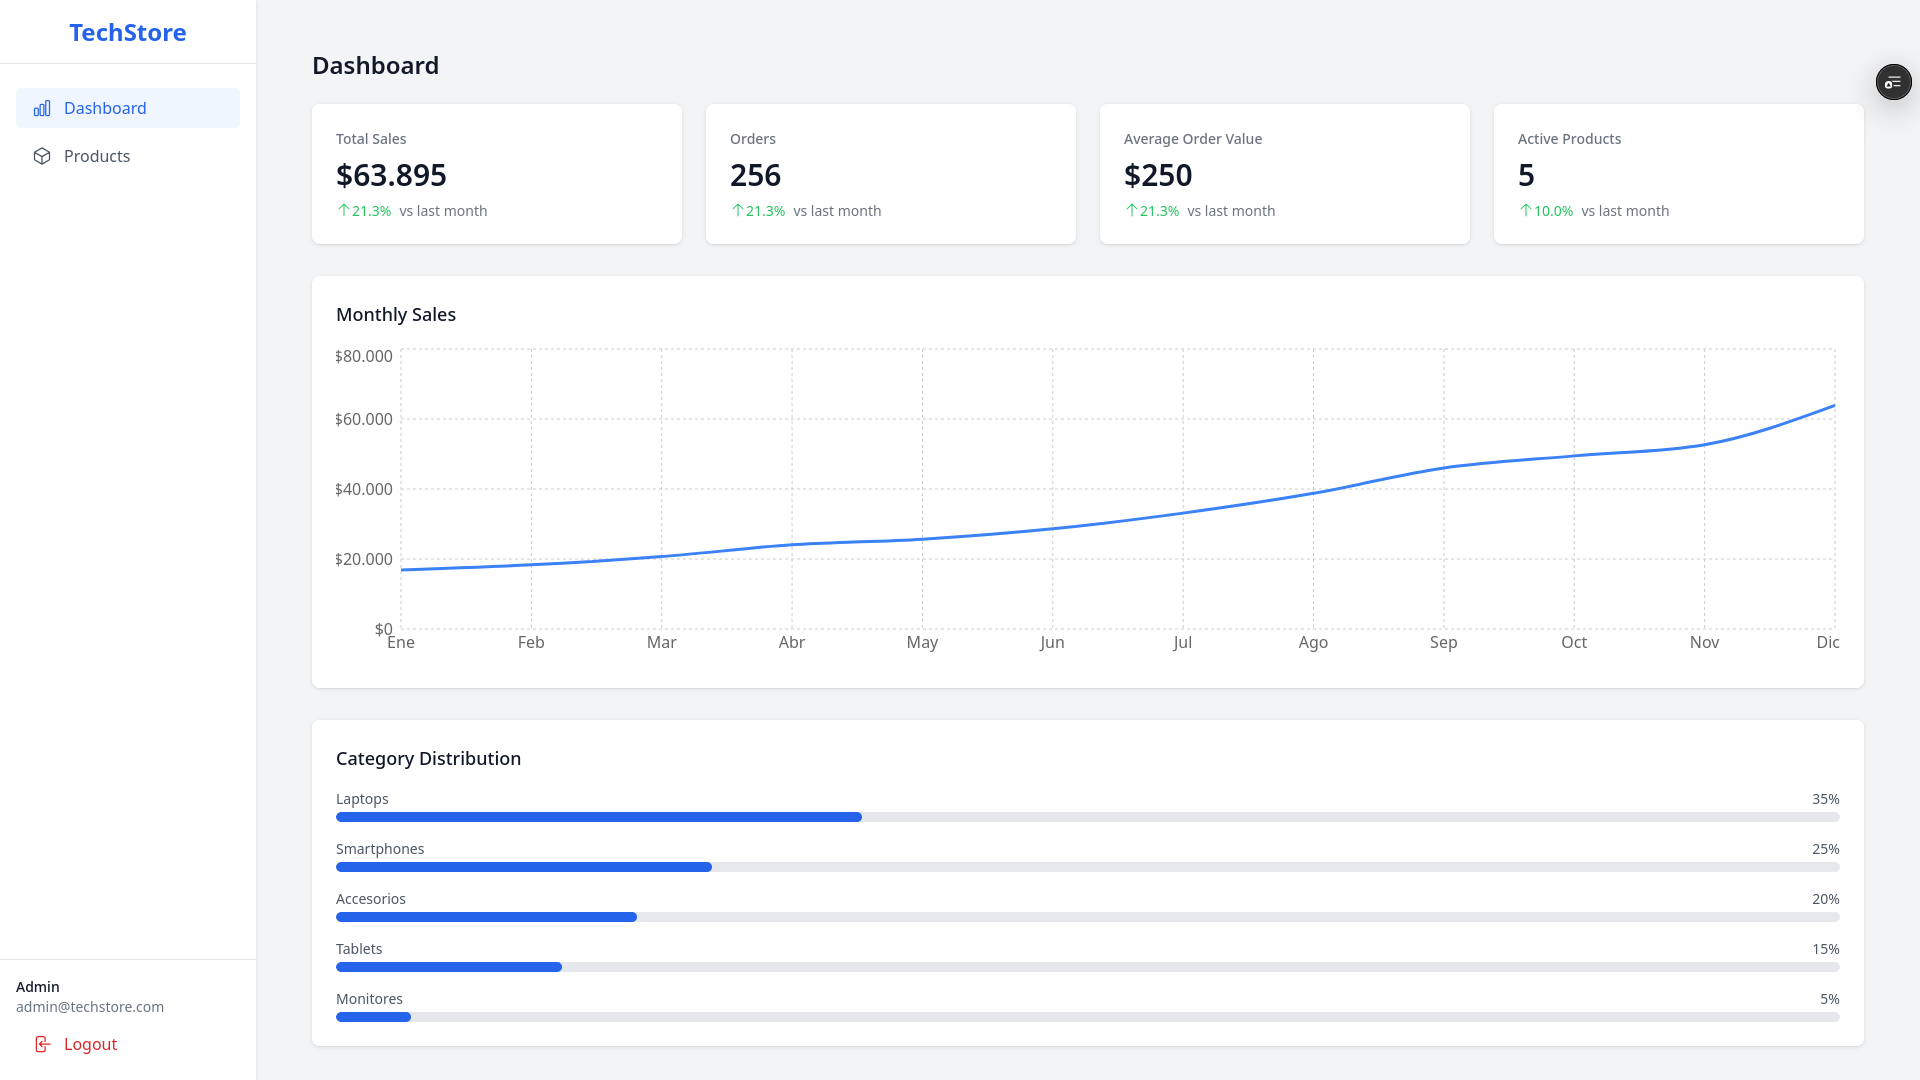 TechStore
Dashboard
Products
Admin
admin@techstore.com
Logout
Dashboard
Total Sales
$63.895
21.3% vs last month
Orders
256
21.3% vs last month
Average Order Value
$250
21.3% vs last month
Active Products
5
10.0% vs last month
Monthly Sales
$80.000
$60.000
$40.000
$20.000
$0
Ene Feb Mar Abr May Jun Jul Ago Sep Oct Nov Dic
Category Distribution
Laptops 35%
Smartphones 25%
Accesorios 20%
Tablets 15%
Monitores 5%